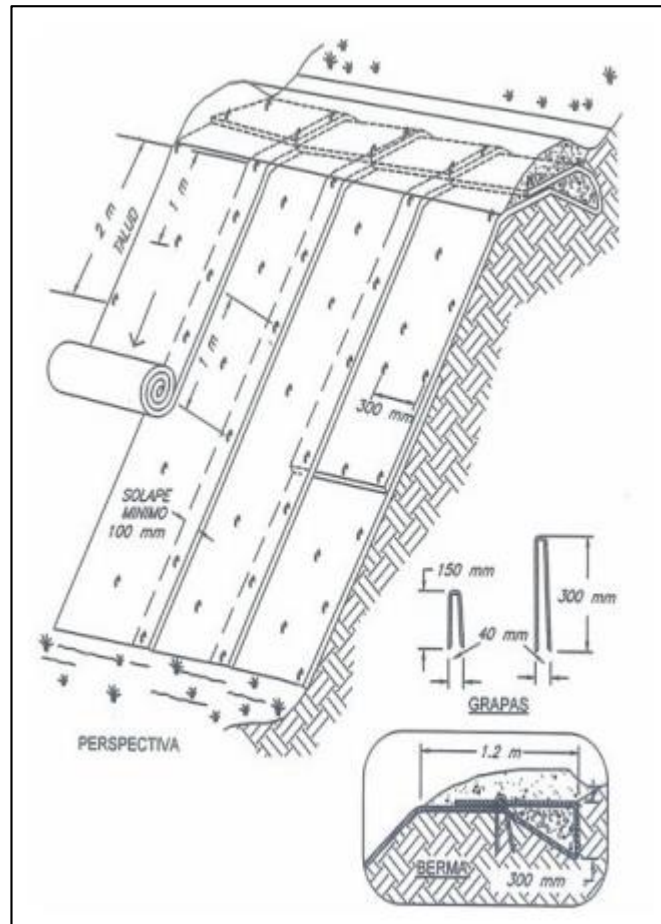 2 m
TALUD
1 m
1 m
300 mm
SOLAPE
MINIMO
100 mm
150 mm
300 mm
40 mm
GRAPAS
PERSPECTIVA
1.2 m
BERMA
300 mm